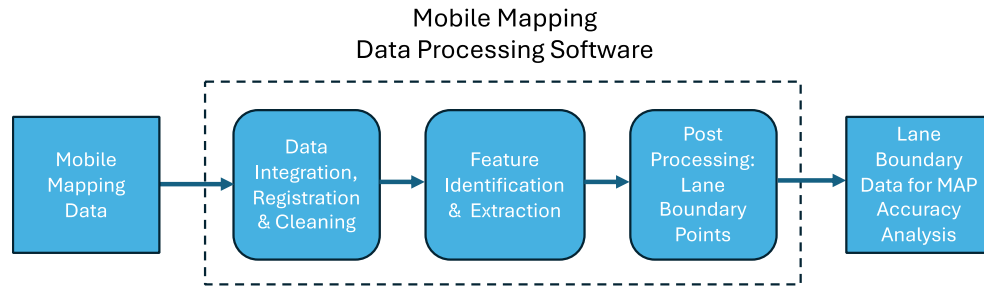 Mobile Mapping
Data Processing Software
Mobile
Mapping
Data
Data
Integration,
Registration
& Cleaning
Feature
Identification
& Extraction
Post
Processing:
Lane
Boundary
Points
Lane
Boundary
Data for MAP
Accuracy
Analysis